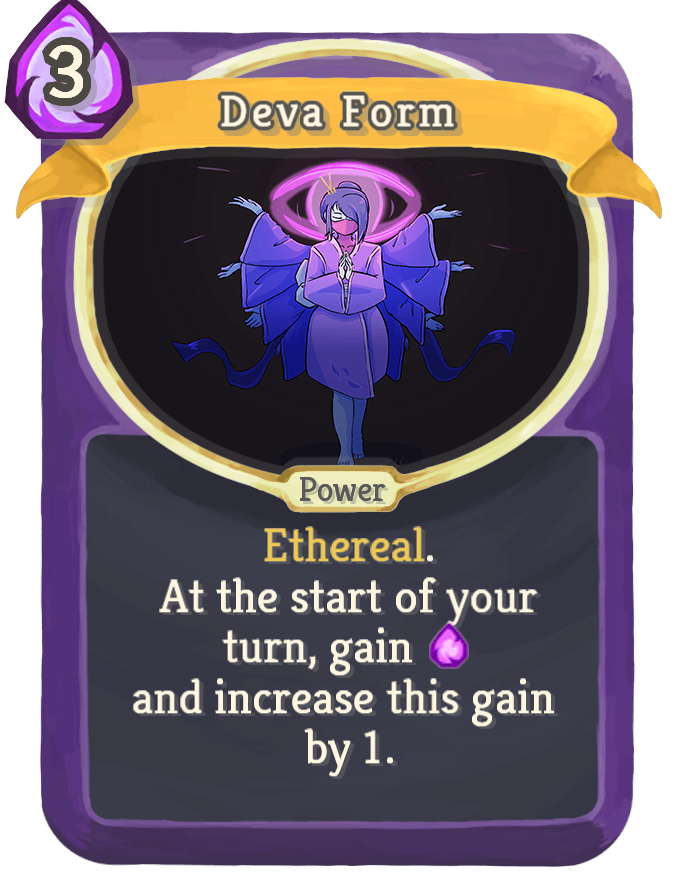 3
Deva Form
Power
Ethereal.
At the start of your
turn, gain
and increase this gain
by 1.